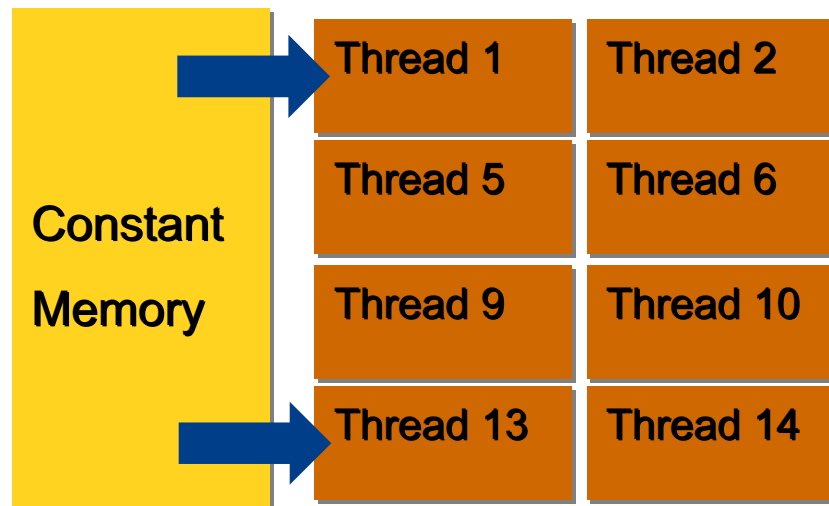 Constant
Memory
Thread 1
Thread 2
Thread 5
Thread 6
Thread 9
Thread 10
Thread 13
Thread 14